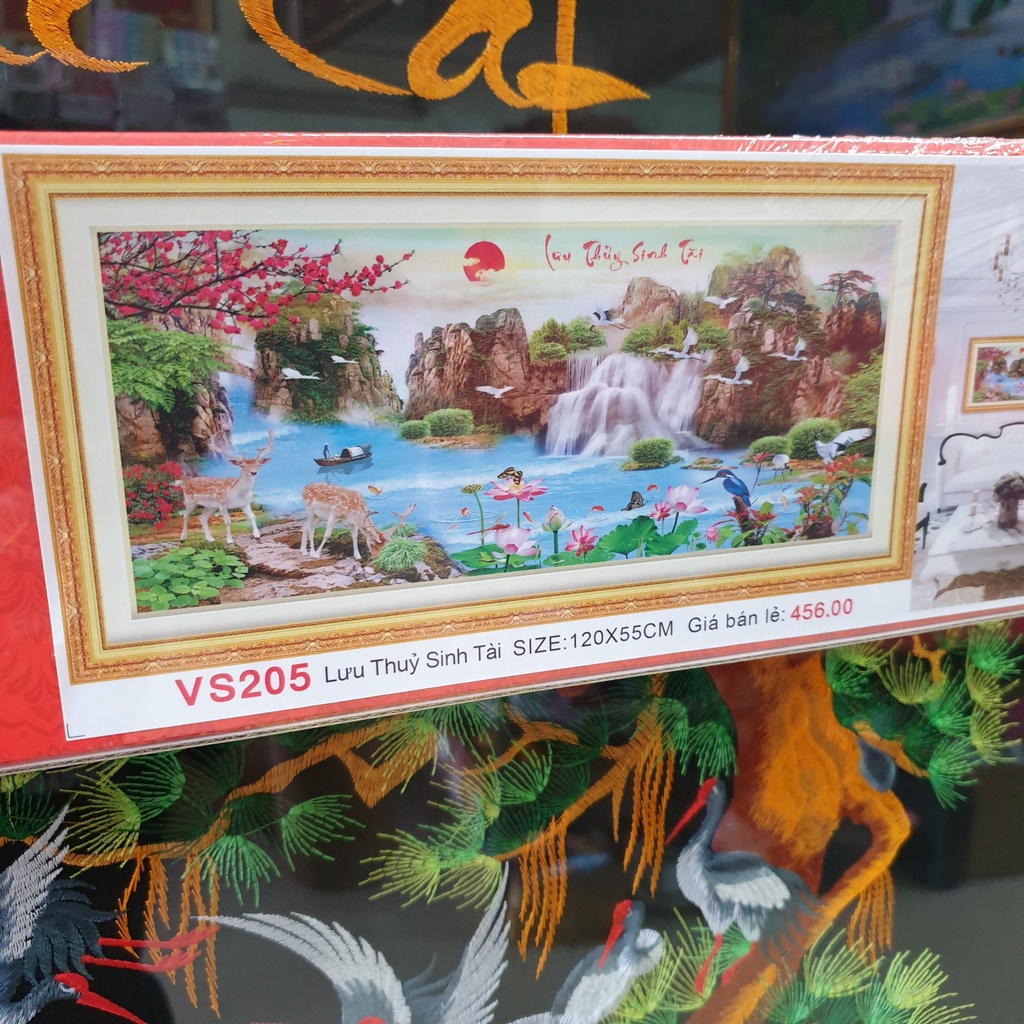 Lưu Thủy Sinh Tài
VS205 Lưu Thuỷ Sinh Tài SIZE:120X55CM Giá bán lẻ: 456.00